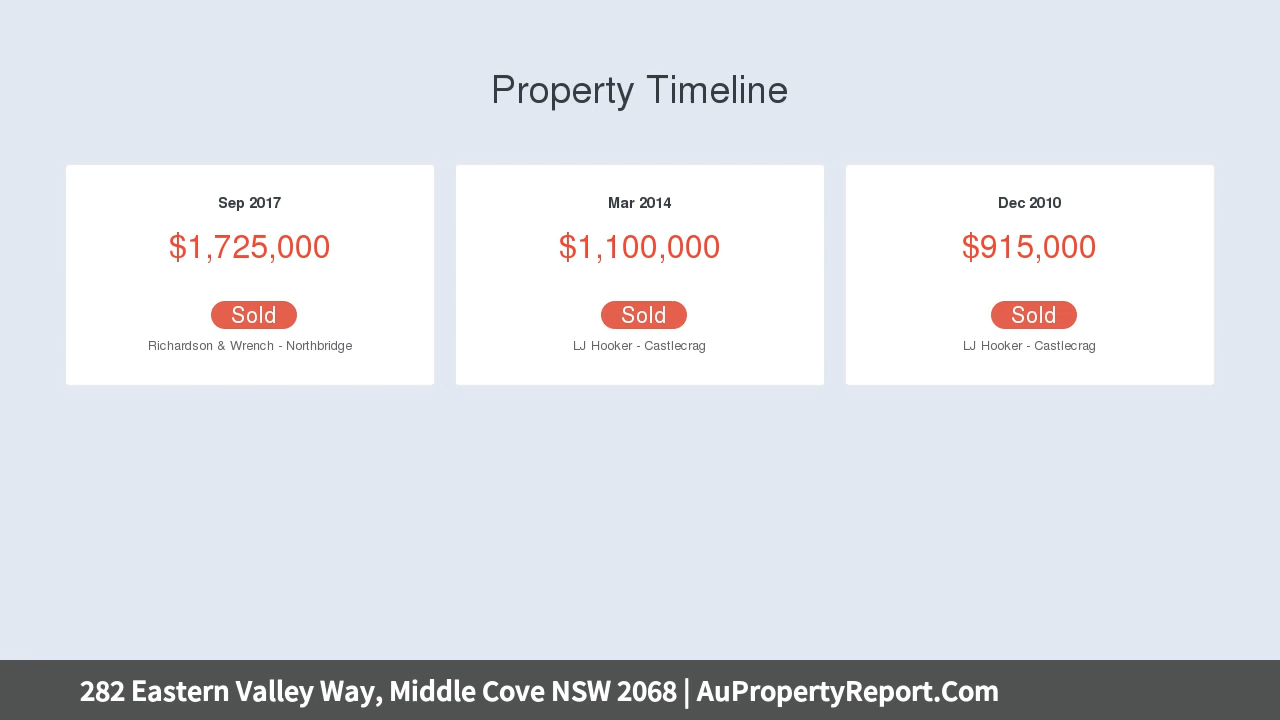 Property Timeline
Sep 2017
$1,725,000
Sold
Richardson & Wrench - Northbridge
Mar 2014
$1,100,000
Sold
LJ Hooker - Castlecrag
Dec 2010
$915,000
Sold
LJ Hooker - Castlecrag
282 Eastern Valley Way, Middle Cove NSW 2068 | AuPropertyReport.Com